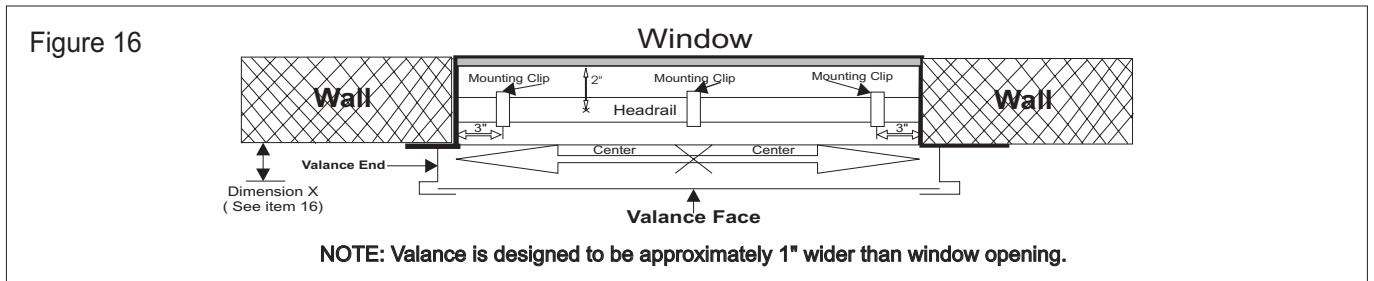 Figure 16
Window
Mounting Clip
2"
Mounting Clip
Mounting Clip
Wall
Headrail
Wall
3"
3"
Center
Center
Valance End
Dimension X
( See item 16)
Valance Face
NOTE: Valance is designed to be approximately 1" wider than window opening.